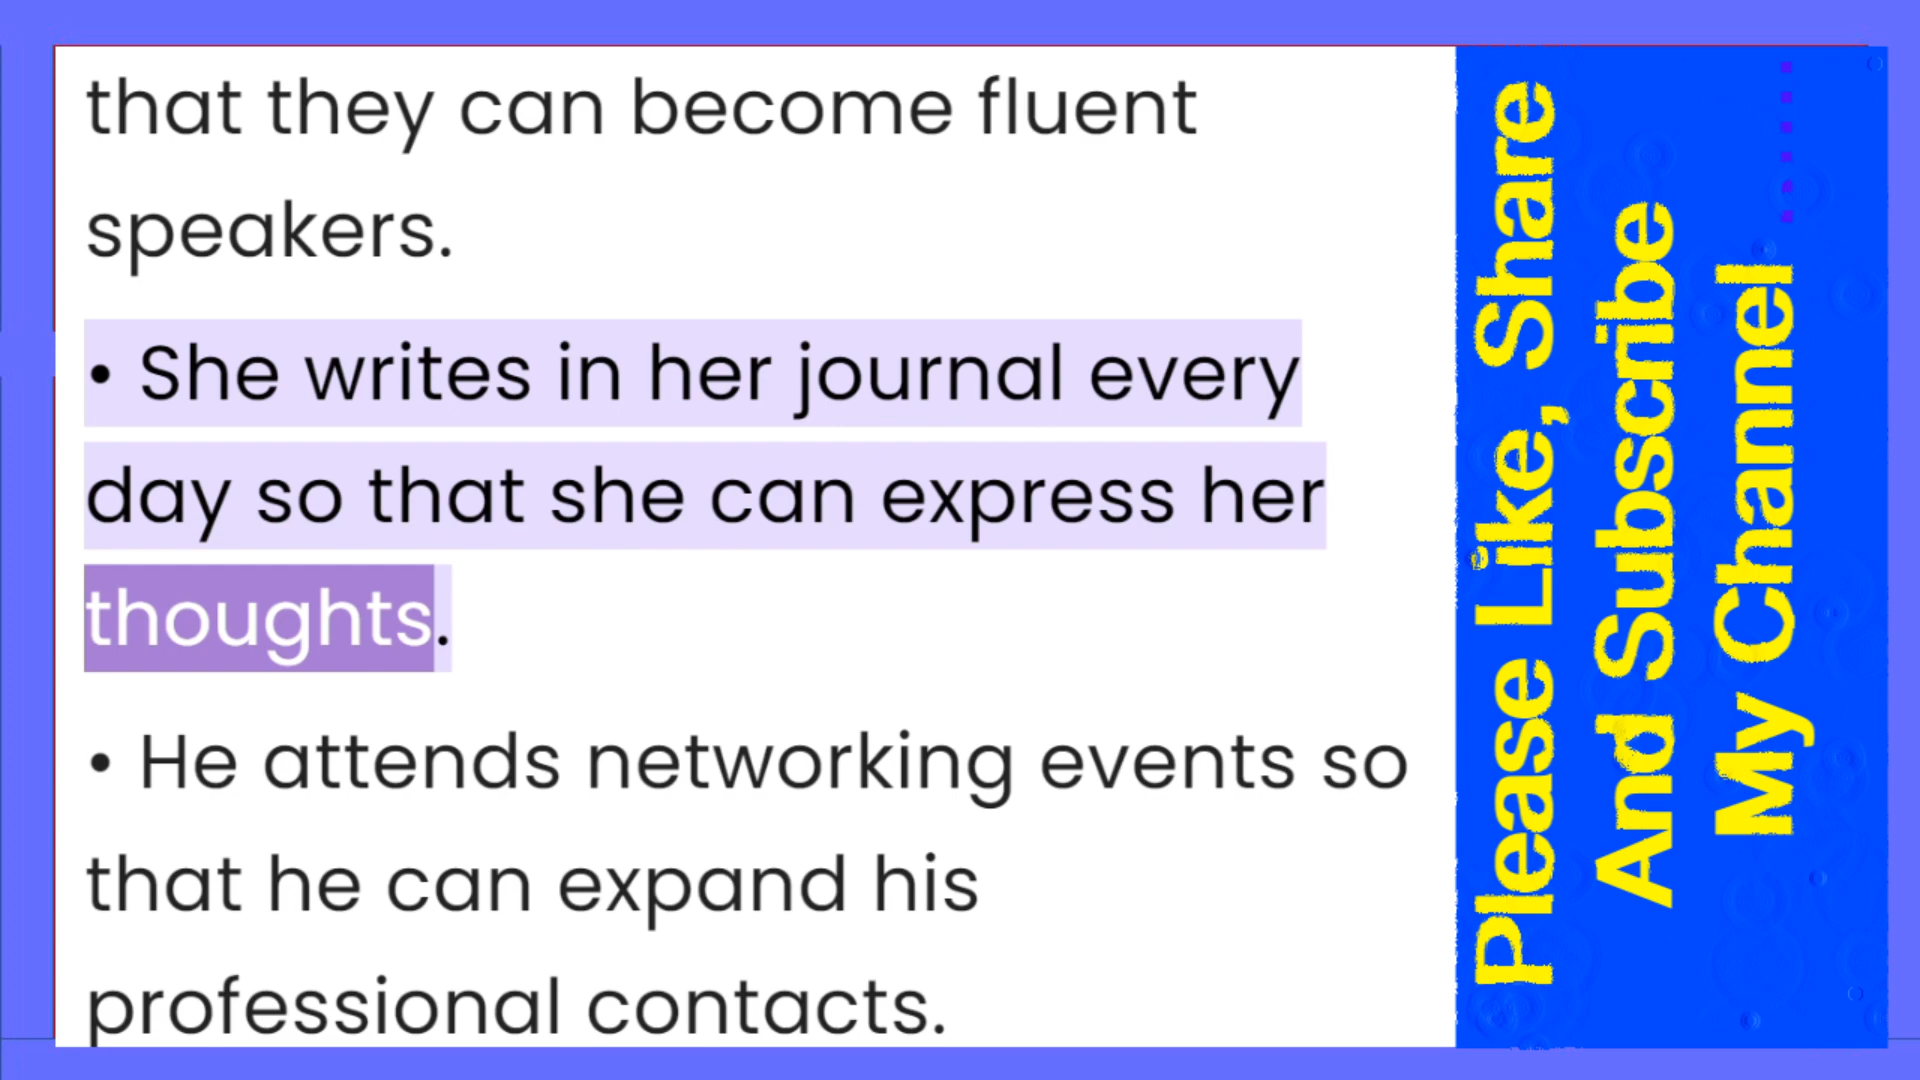 that they can become fluent
speakers.
• She writes in her journal every
day so that she can express her
thoughts.
• He attends networking events so
that he can expand his
professional contacts.
Please Like, Share
And Subscribe
My Channel